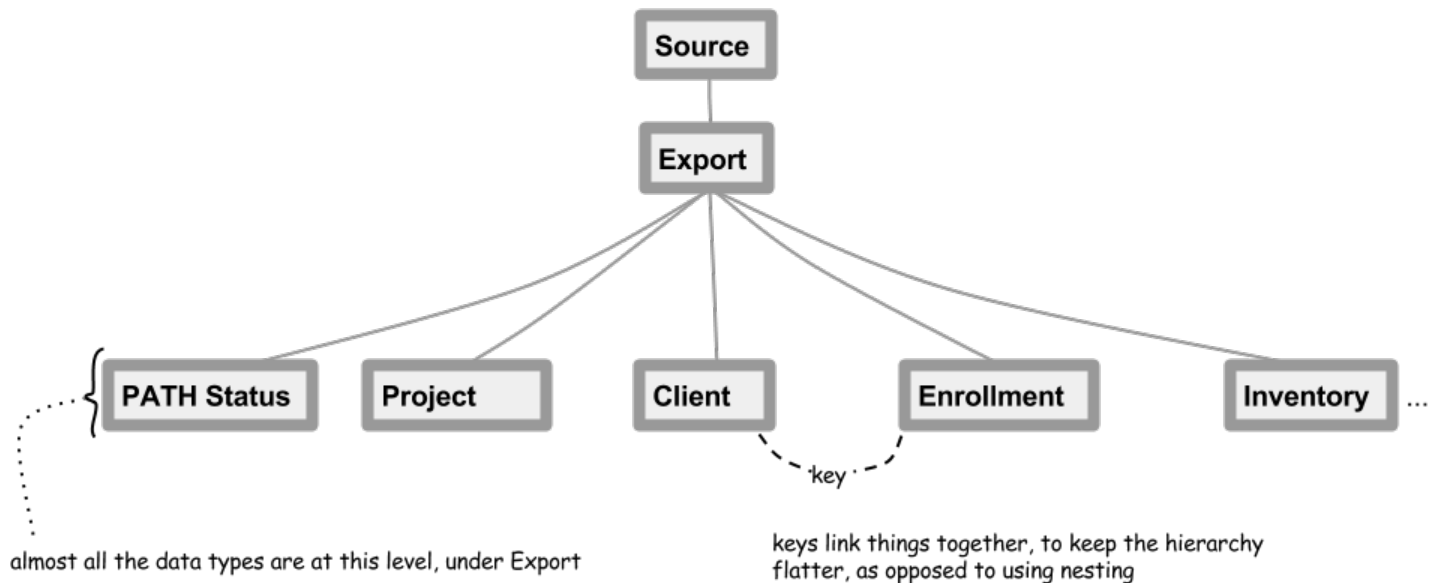 Source
Export
PATH Status
Project
Client
Enrollment
Inventory
...
key
almost all the data types are at this level, under Export
keys link things together, to keep the hierarchy
flatter, as opposed to using nesting